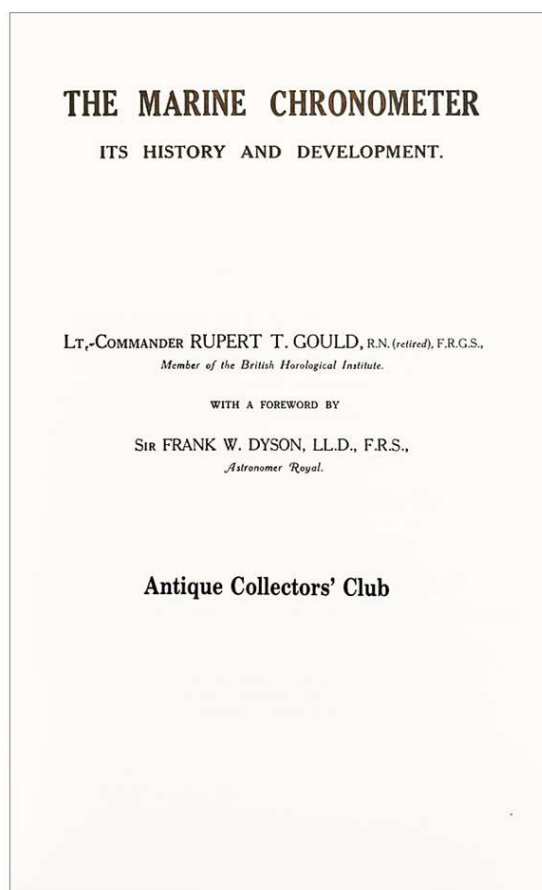 THE MARINE CHRONOMETER
ITS HISTORY AND DEVELOPMENT.
LT.-COMMANDER RUPERT T. GOULD, R.N. (retired), F.R.G.S.,
Member of the British Horological Institute.
WITH A FOREWORD BY
SIR FRANK W. DYSON, LL.D., F.R.S.,
Astronomer Royal.
Antique Collectors' Club